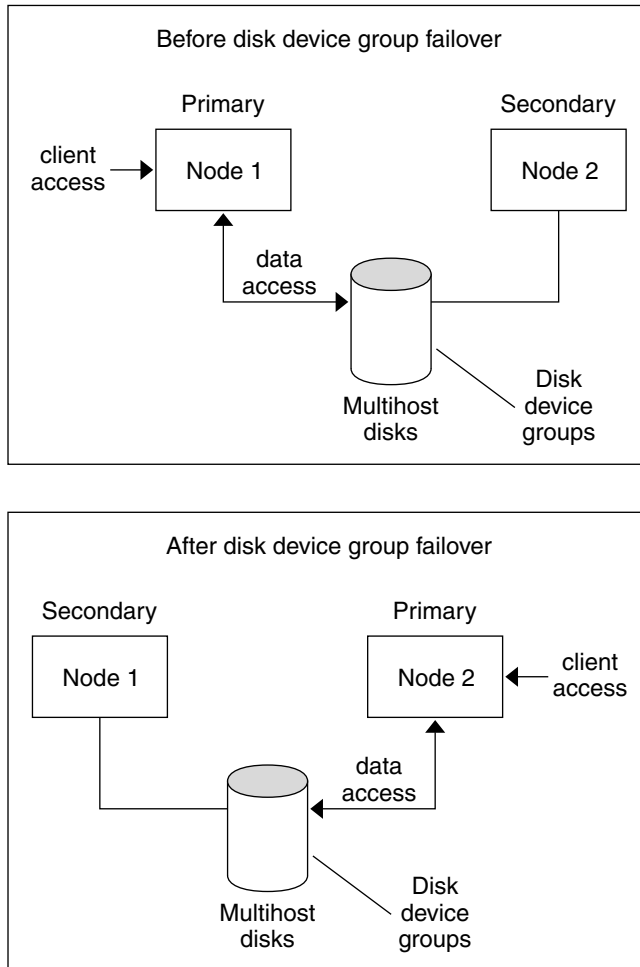 Before disk device group failover
Primary
Secondary
client
access
Node 1
Node 2
data
access
Multihost
disks
Disk
device
groups
After disk device group failover
Secondary
Primary
Node 1
Node 2
client
access
data
access
Multihost
disks
Disk
device
groups